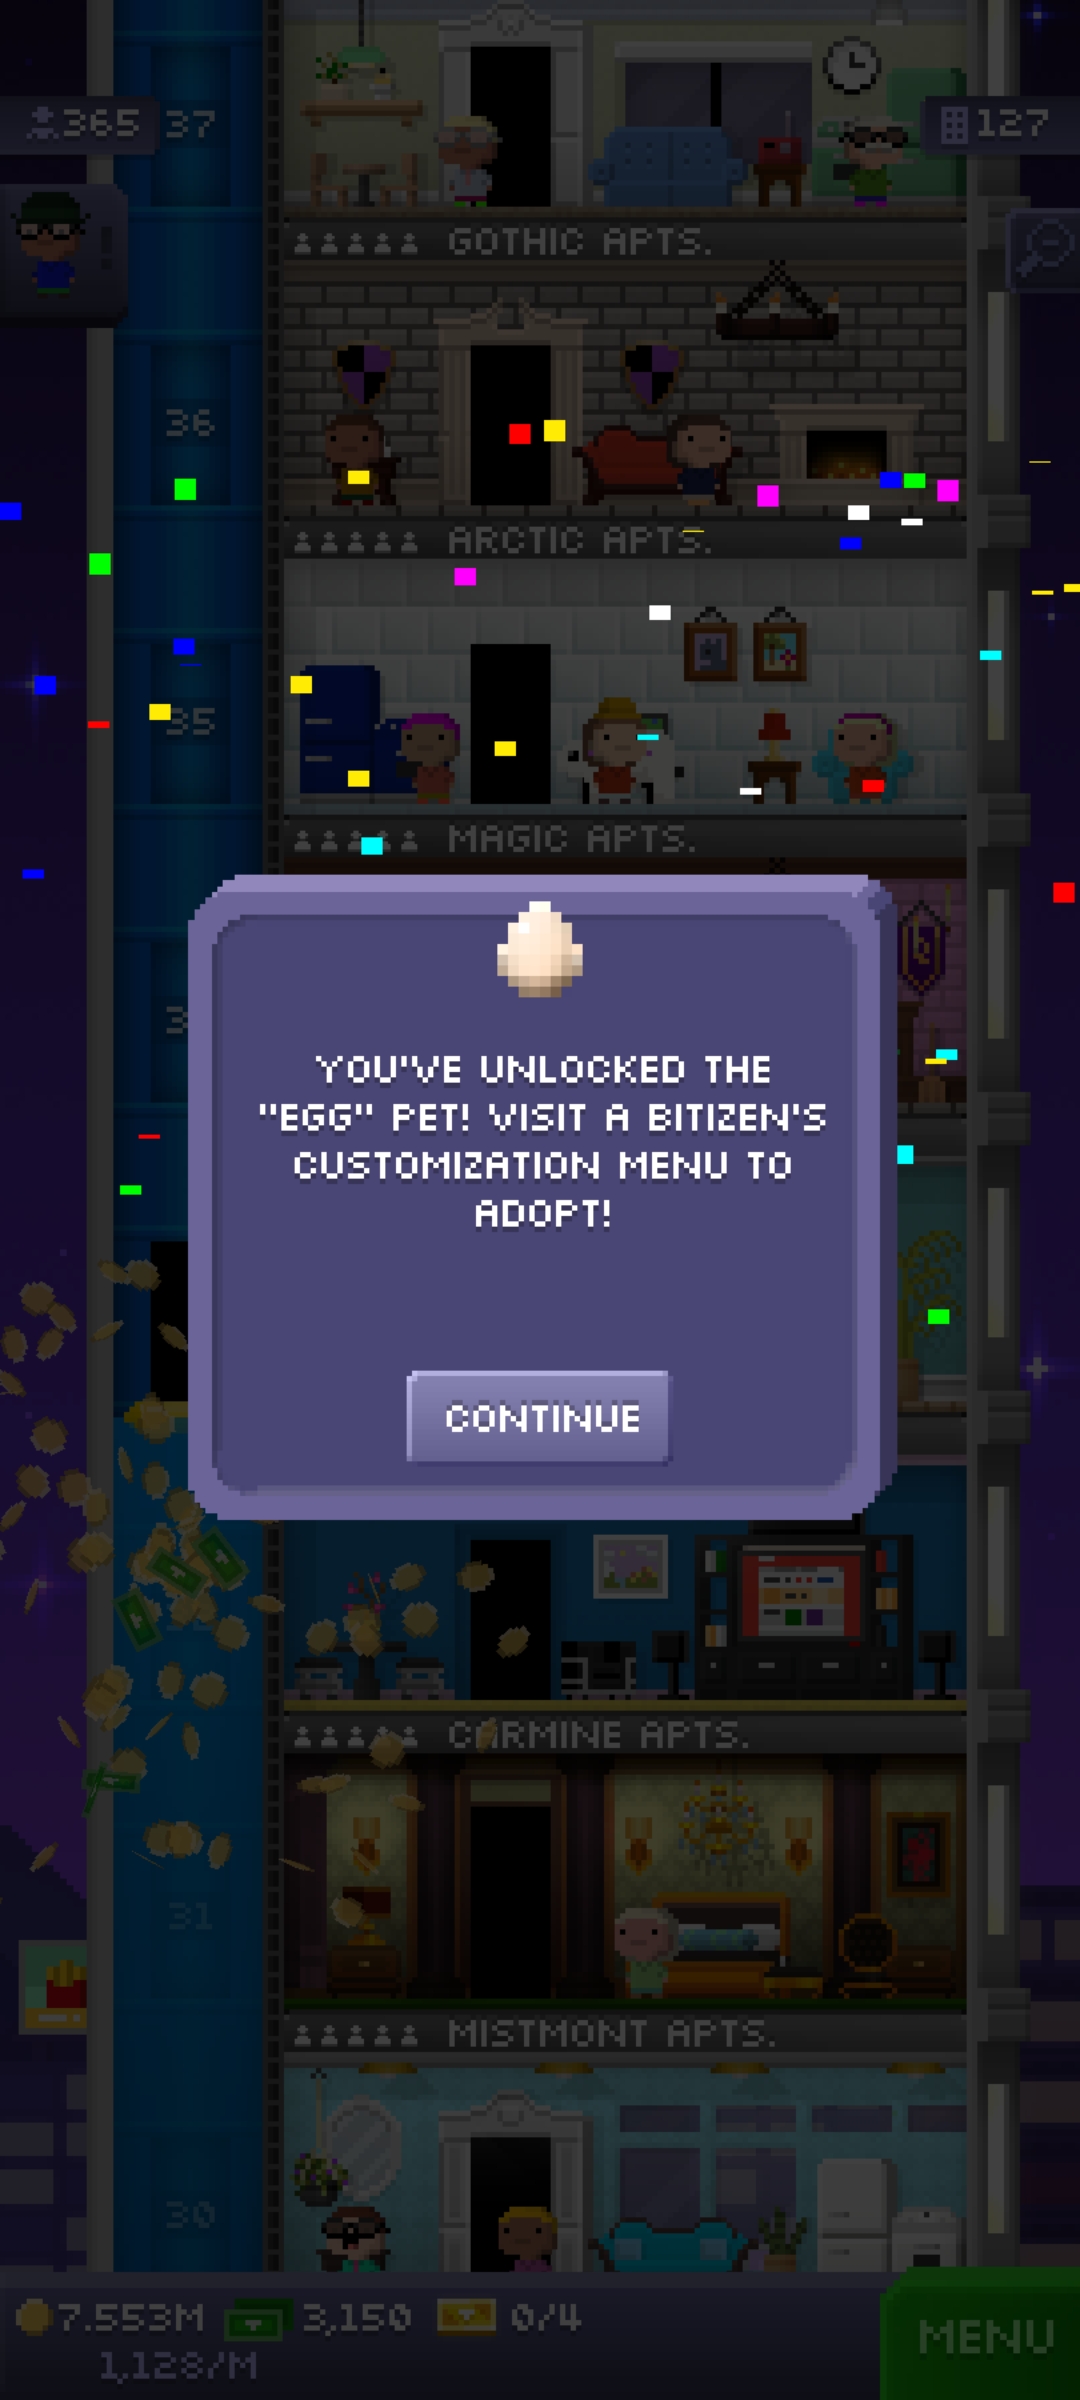 365
37
127
GOTHIC APTS.
36
ARCTIC APTS.
35
MAGIC APTS.
YOU'VE UNLOCKED THE
"EGG" PET! VISIT A BITIZEN'S
CUSTOMIZATION MENU TO
ADOPT!
CONTINUE
CARMINE APTS.
31
MISTMONT APTS.
30
7.553M
3,150
0/4
MENU
1,128/M